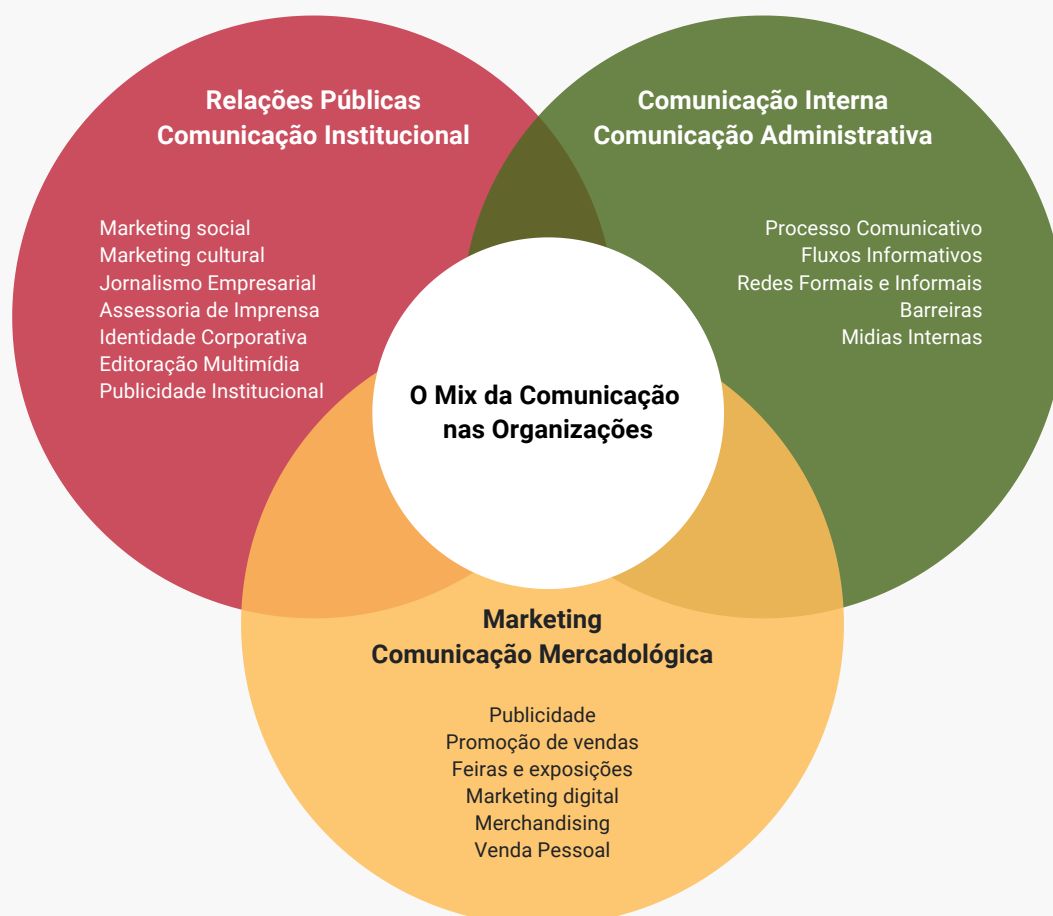 Relações Públicas
Comunicação Institucional
Marketing social
Marketing cultural
Jornalismo Empresarial
Assessoria de Imprensa
Identidade Corporativa
Editoração Multimídia
Publicidade Institucional
Comunicação Interna
Comunicação Administrativa
Processo Comunicativo
Fluxos Informativos
Redes Formais e Informais
Barreiras
Midias Internas
O Mix da Comunicação
nas Organizações
Marketing
Comunicação Mercadológica
Publicidade
Promoção de vendas
Feiras e exposições
Marketing digital
Merchandising
Venda Pessoal